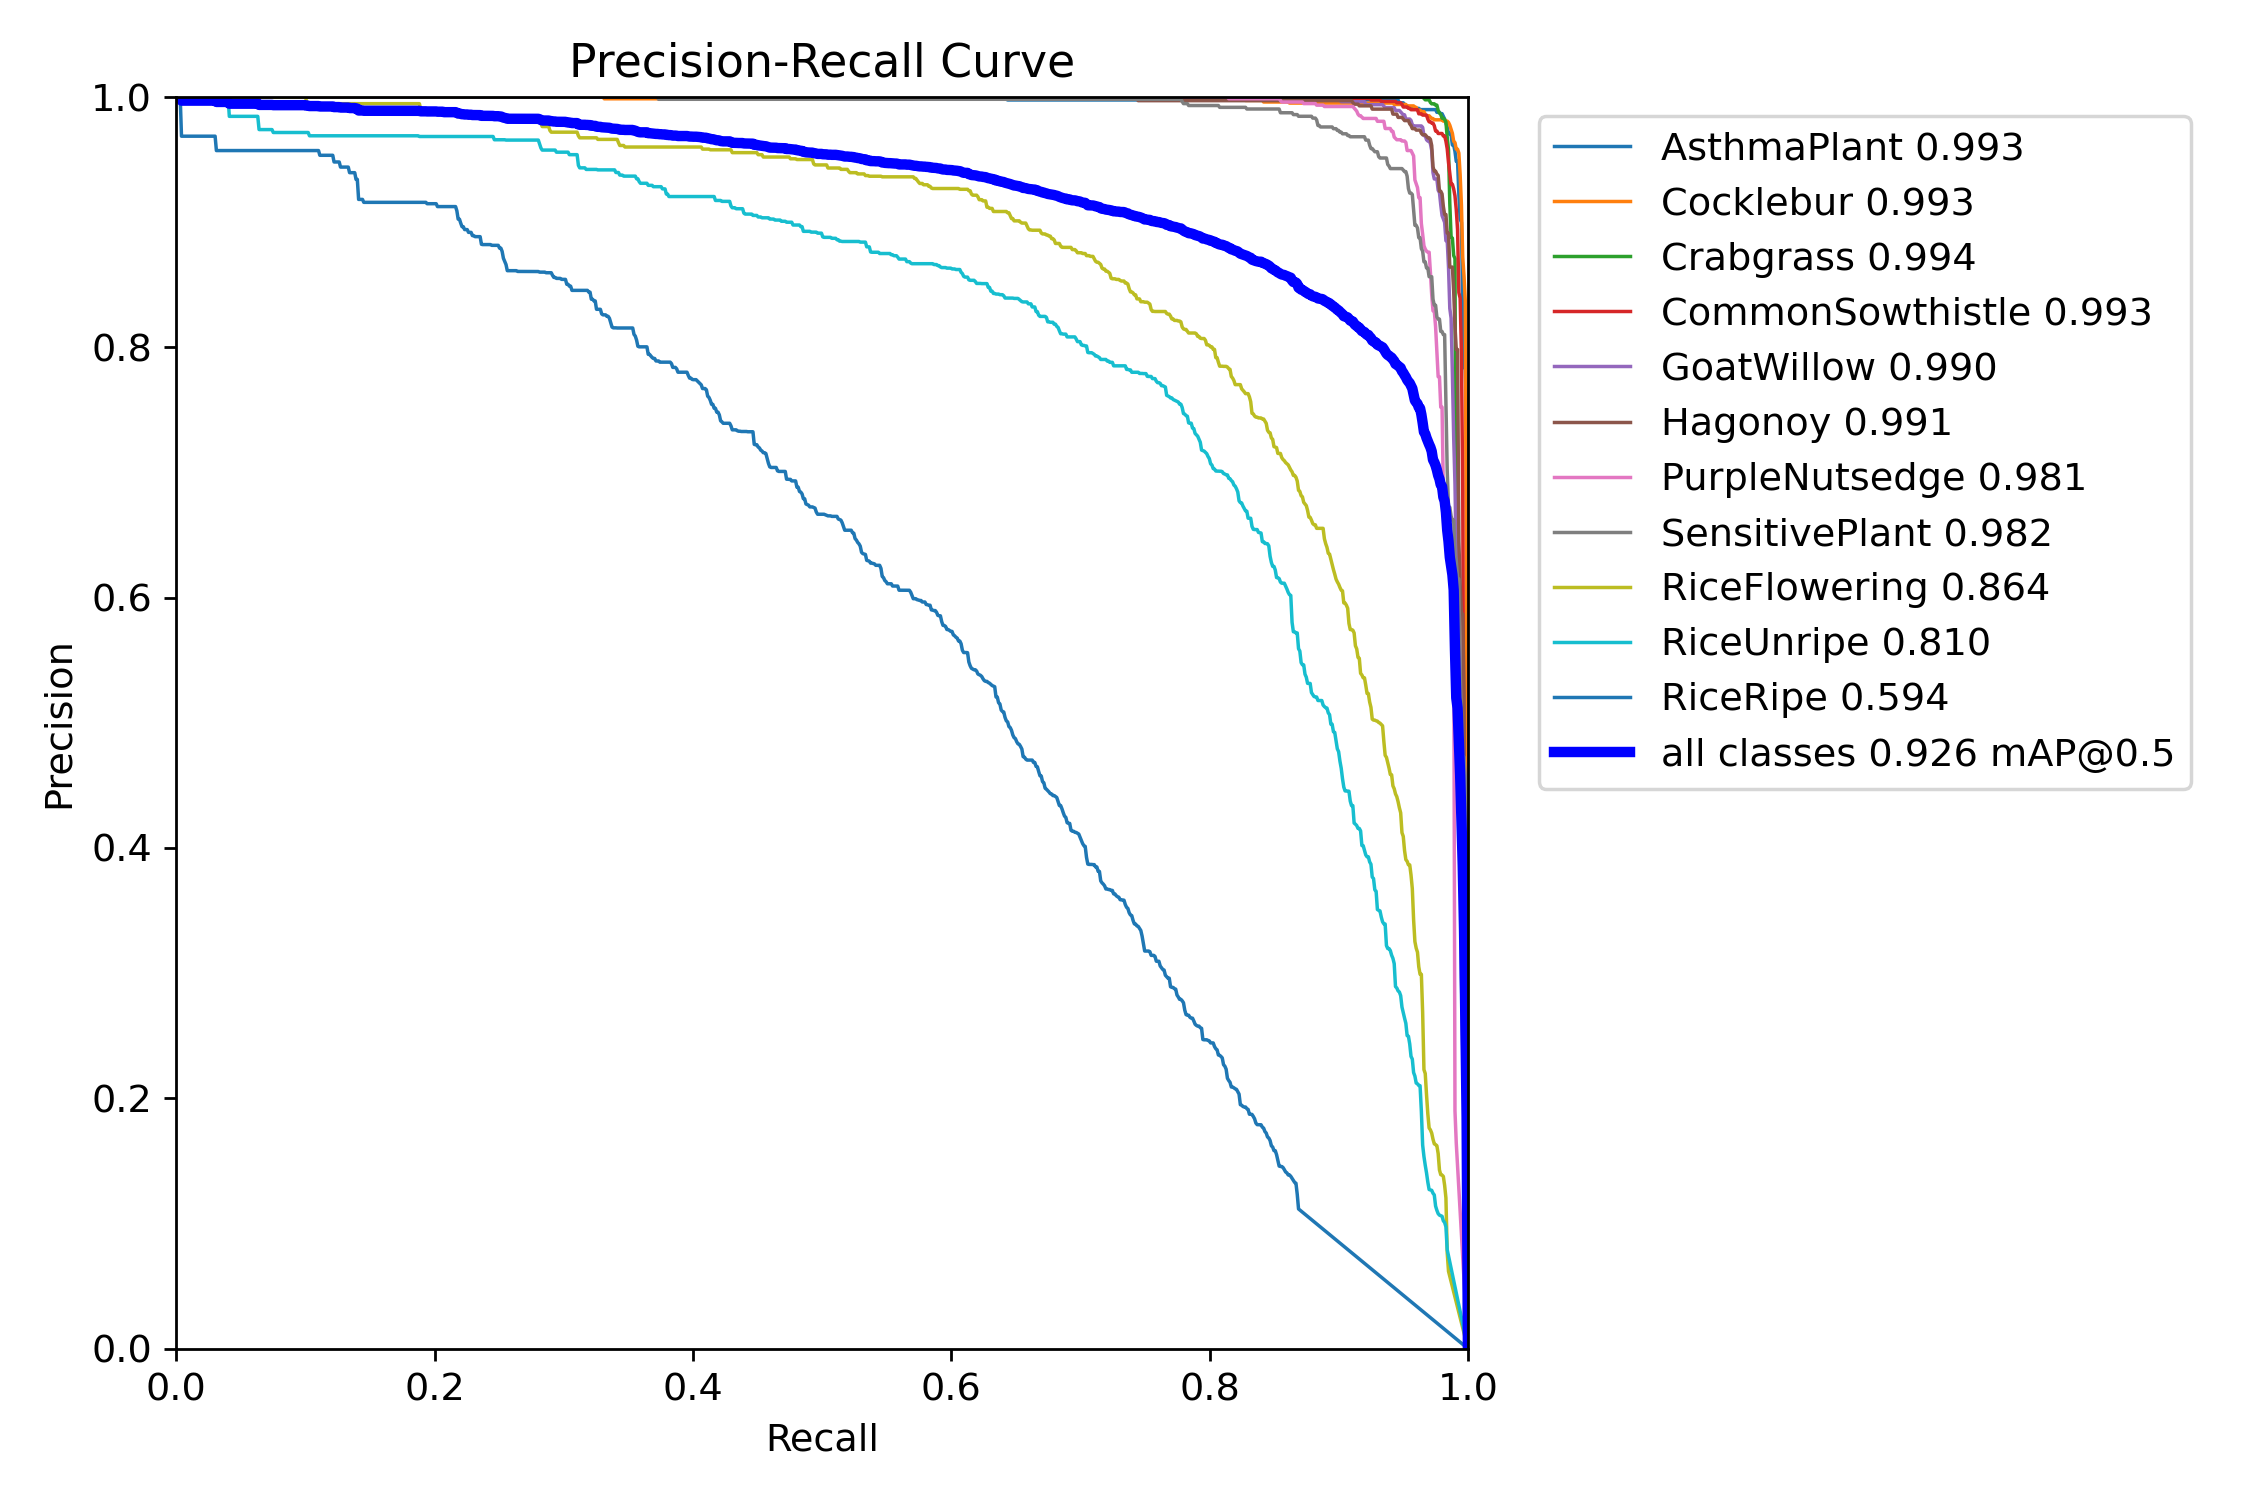 Precision-Recall Curve
1.0
0.8
0.6
0.4
0.2
0.0
Precision
0.0 0.2 0.4 0.6 0.8 1.0
Recall
AsthmaPlant 0.993
Cocklebur 0.993
Crabgrass 0.994
CommonSowthistle 0.993
GoatWillow 0.990
Hagonoy 0.991
PurpleNutsedge 0.981
SensitivePlant 0.982
RiceFlowering 0.864
RiceUnripe 0.810
RiceRipe 0.594
all classes 0.926 mAP@0.5